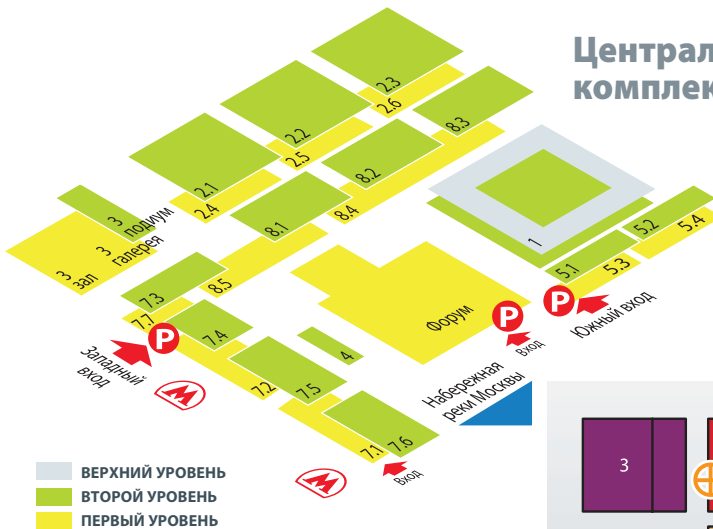 Централ
комплек
2.3
2.6
8.3
2.2
2.5
8.2
2.1
2.4
8.4
8.1
3
подиум
3
галерея
3
зал
8.5
1
5.2
5.4
5.1
5.3
7.3
7.7
P
7.4
Форум
P
Вход
P
Южный вход
Западный
вход
М
7.2
4
7.5
Набережная
реки Москвы
7.1
7.6
М
Вход
3
ВЕРХНИЙ УРОВЕНЬ
ВТОРОЙ УРОВЕНЬ
ПЕРВЫЙ УРОВЕНЬ